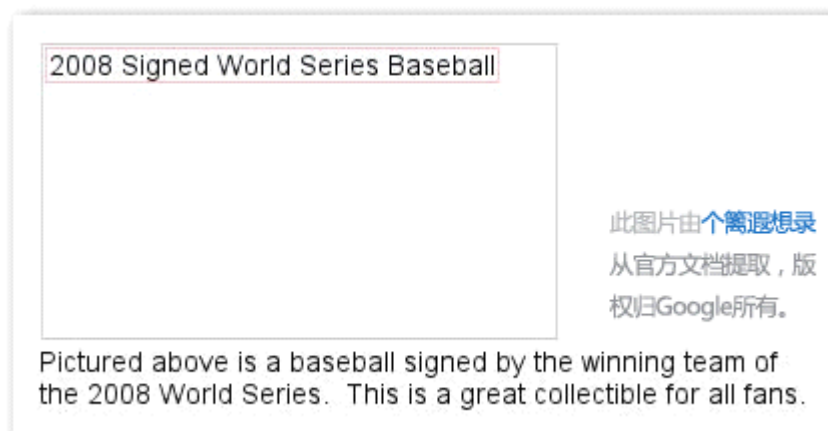 2008 Signed World Series Baseball
此图片由个篱遐想录
从官方文档提取，版
权归Google所有。
Pictured above is a baseball signed by the winning team of
the 2008 World Series.  This is a great collectible for all fans.